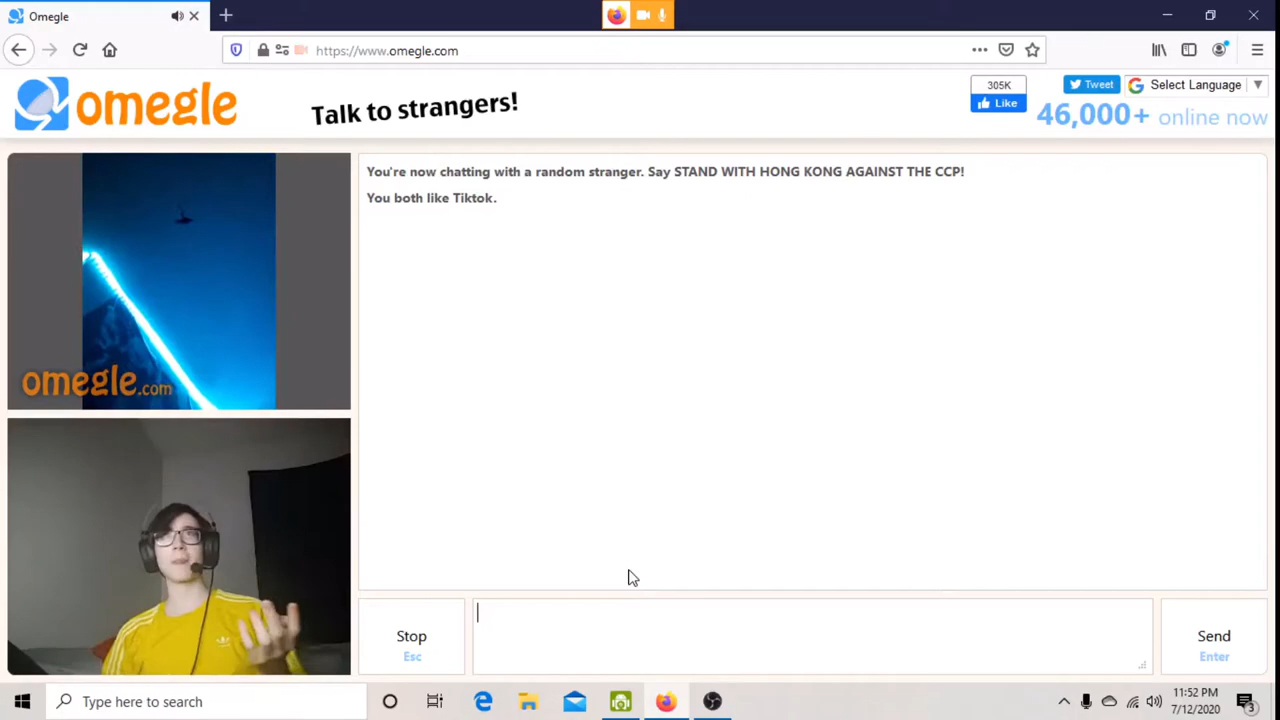 Omegle
https://www.omegle.com
omegle
Talk to strangers!
305K
Like
Tweet
Select Language
46,000+ online now
You're now chatting with a random stranger. Say STAND WITH HONG KONG AGAINST THE CCP!
You both like Tiktok.
omegle.com
Stop
Esc
Send
Enter
Type here to search
11:52 PM
7/12/2020
3